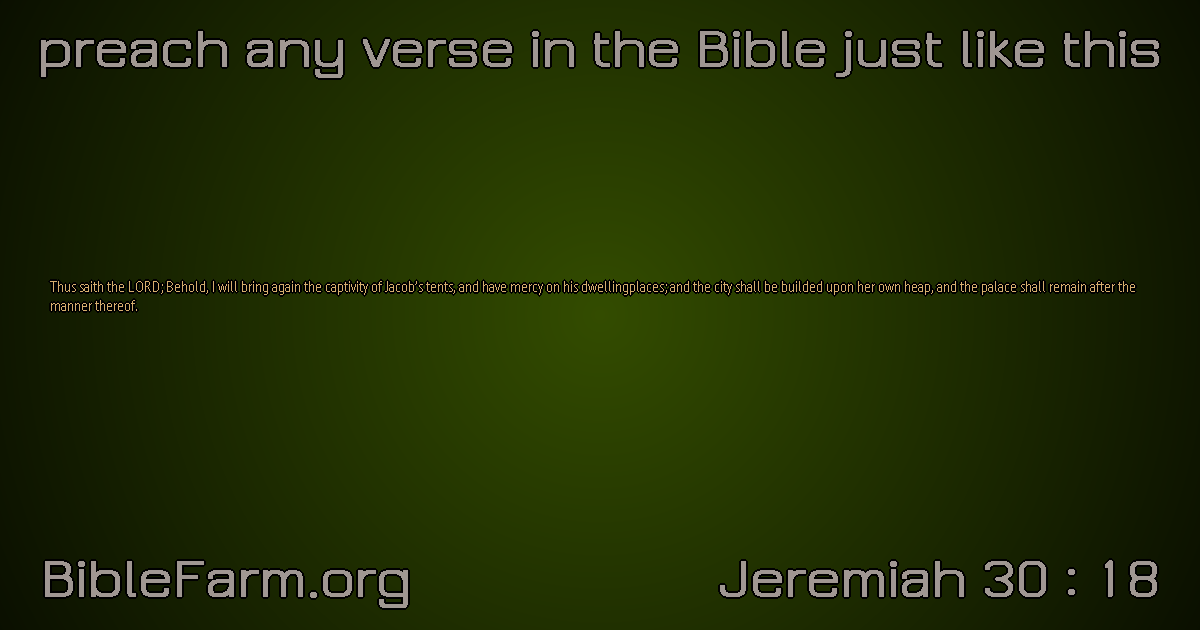 preach any verse in the Bible just like this
Thus saith the LORD; Behold, I will bring again the captivity of Jacob's tents, and have mercy on his dwellingplaces; and the city shall be builded upon her own heap, and the palace shall remain after the
manner thereof.
BibleFarm.org
Jeremiah 30 : 18